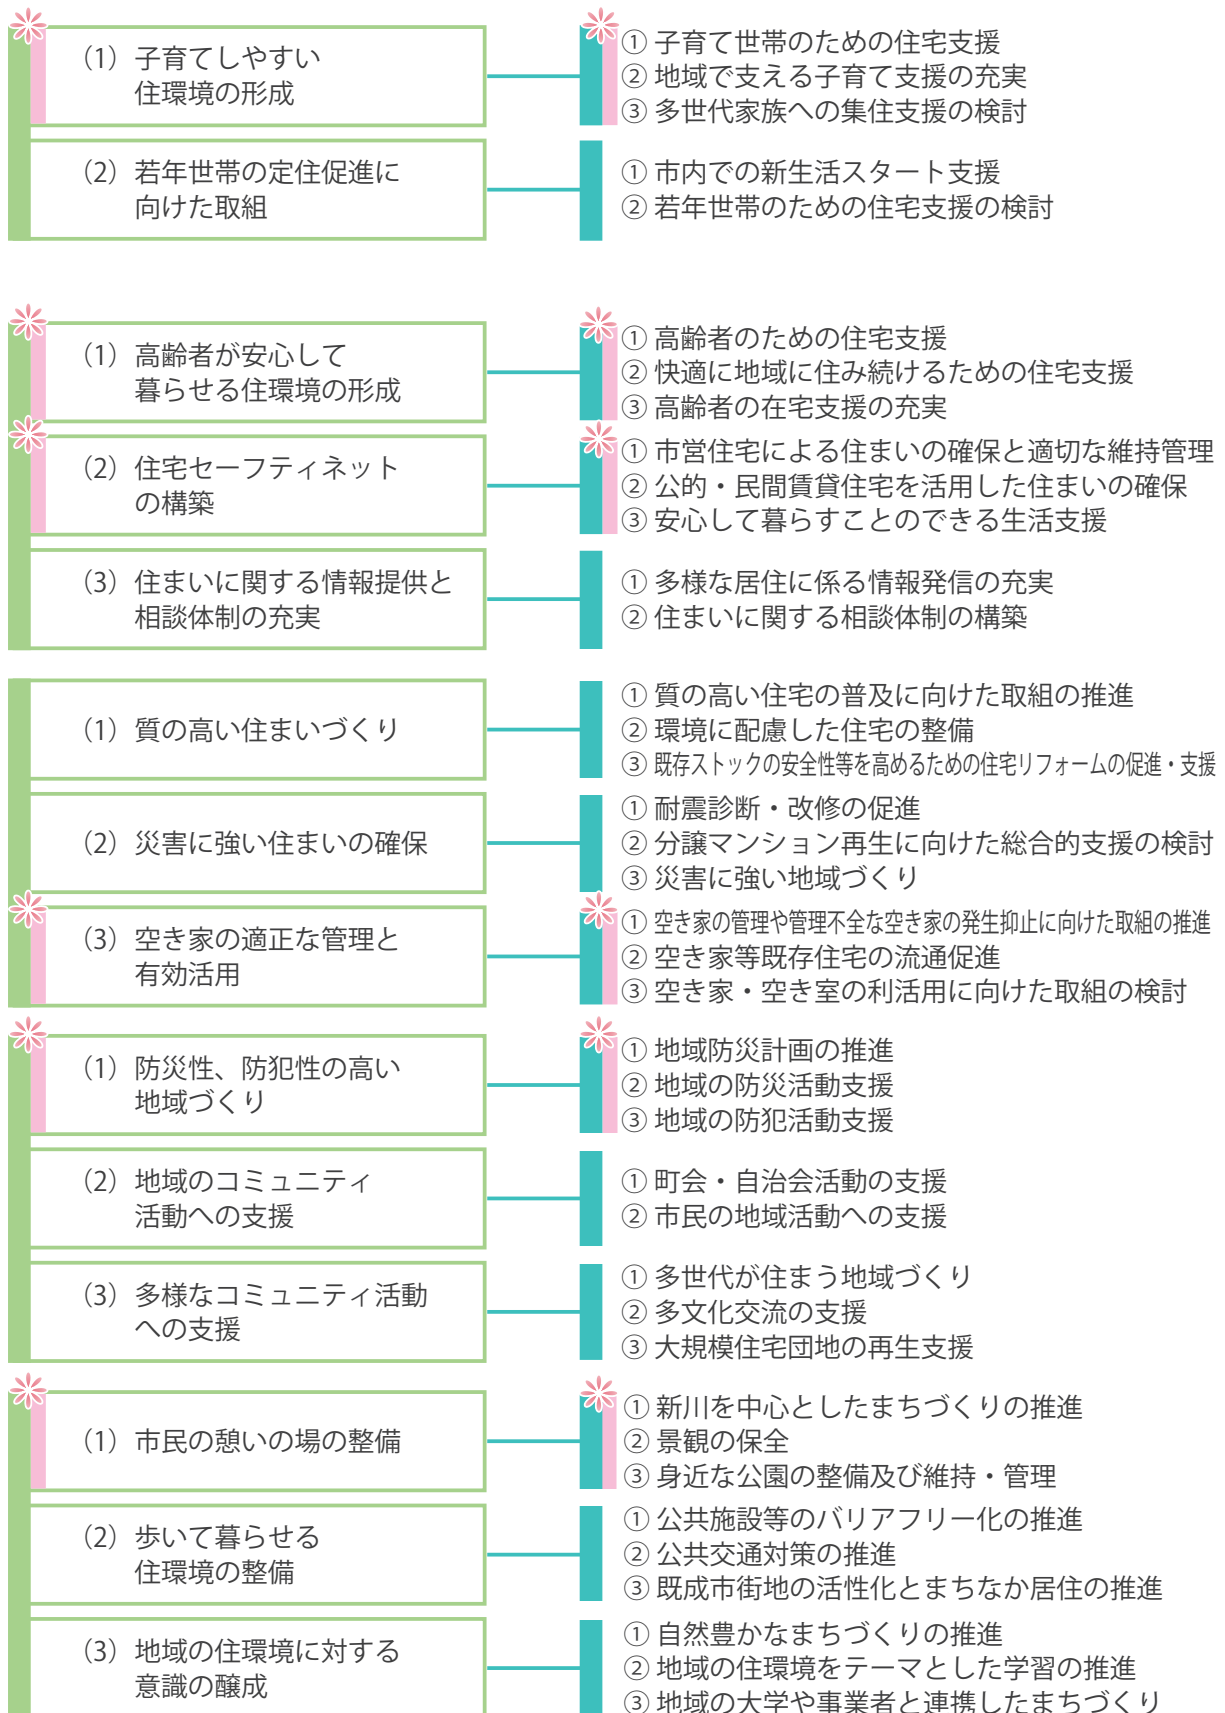 (1) 子育てしやすい
住環境の形成
① 子育て世帯のための住宅支援
② 地域で支える子育て支援の充実
③ 多世代家族への集住支援の検討
(2) 若年世帯の定住促進に
向けた取組
① 市内での新生活スタート支援
② 若年世帯のための住宅支援の検討
(1) 高齢者が安心して
暮らせる住環境の形成
① 高齢者のための住宅支援
② 快適に地域に住み続けるための住宅支援
③ 高齢者の在宅支援の充実
(2) 住宅セーフティネット
の構築
① 市営住宅による住まいの確保と適切な維持管理
② 公的・民間賃貸住宅を活用した住まいの確保
③ 安心して暮らすことのできる生活支援
(3) 住まいに関する情報提供と
相談体制の充実
① 多様な居住に係る情報発信の充実
② 住まいに関する相談体制の構築
(1) 質の高い住まいづくり
① 質の高い住宅の普及に向けた取組の推進
② 環境に配慮した住宅の整備
③ 既存ストックの安全性等を高めるための住宅リフォームの促進・支援
(2) 災害に強い住まいの確保
① 耐震診断・改修の促進
② 分譲マンション再生に向けた総合的支援の検討
③ 災害に強い地域づくり
(3) 空き家の適正な管理と
有効活用
① 空き家の管理や管理不全な空き家の発生抑止に向けた取組の推進
② 空き家等既存住宅の流通促進
③ 空き家・空き室の利活用に向けた取組の検討
(1) 防災性、防犯性の高い
地域づくり
① 地域防災計画の推進
② 地域の防災活動支援
③ 地域の防犯活動支援
(2) 地域のコミュニティ
活動への支援
① 町会・自治会活動の支援
② 市民の地域活動への支援
(3) 多様なコミュニティ活動
への支援
① 多世代が住まう地域づくり
② 多文化交流の支援
③ 大規模住宅団地の再生支援
(1) 市民の憩いの場の整備
① 新川を中心としたまちづくりの推進
② 景観の保全
③ 身近な公園の整備及び維持・管理
(2) 歩いて暮らせる
住環境の整備
① 公共施設等のバリアフリー化の推進
② 公共交通対策の推進
③ 既成市街地の活性化とまちなか居住の推進
(3) 地域の住環境に対する
意識の醸成
① 自然豊かなまちづくりの推進
② 地域の住環境をテーマとした学習の推進
③ 地域の大学や事業者と連携したまちづくり